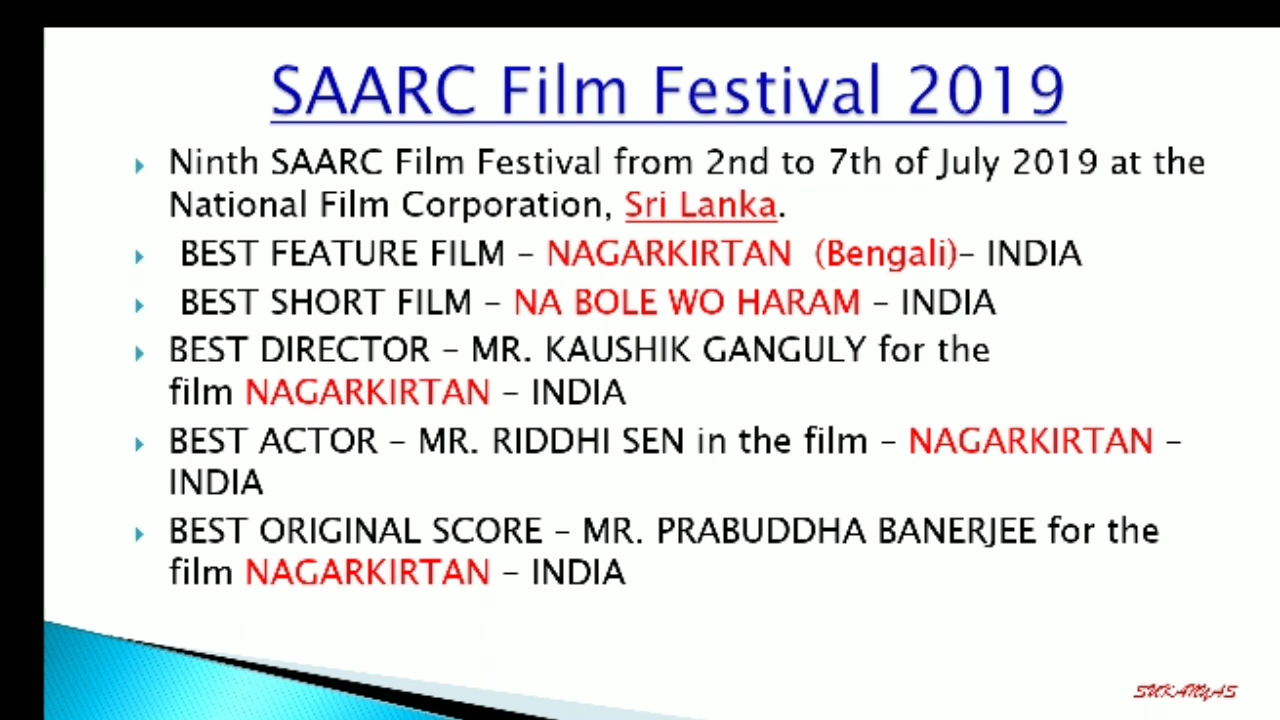 SAARC Film Festival 2019
Ninth SAARC Film Festival from 2nd to 7th of July 2019 at the
National Film Corporation, Sri Lanka.
BEST FEATURE FILM – NAGARKIRTAN (Bengali)– INDIA
BEST SHORT FILM – NA BOLE WO HARAM – INDIA
BEST DIRECTOR – MR. KAUSHIK GANGULY for the
film NAGARKIRTAN – INDIA
BEST ACTOR – MR. RIDDHI SEN in the film – NAGARKIRTAN –
INDIA
BEST ORIGINAL SCORE – MR. PRABUDDHA BANERJEE for the
film NAGARKIRTAN – INDIA
SUKANYAS